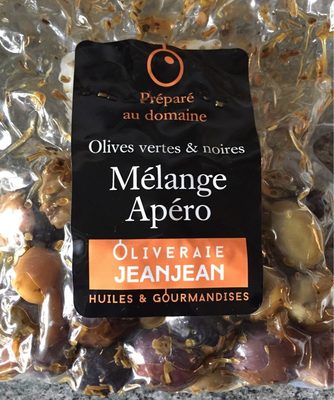 Préparé
au domaine
Olives vertes & noires
Mélange
Apéro
OLIVERAIE
JEANJEAN
HUILES & GOURMANDISES